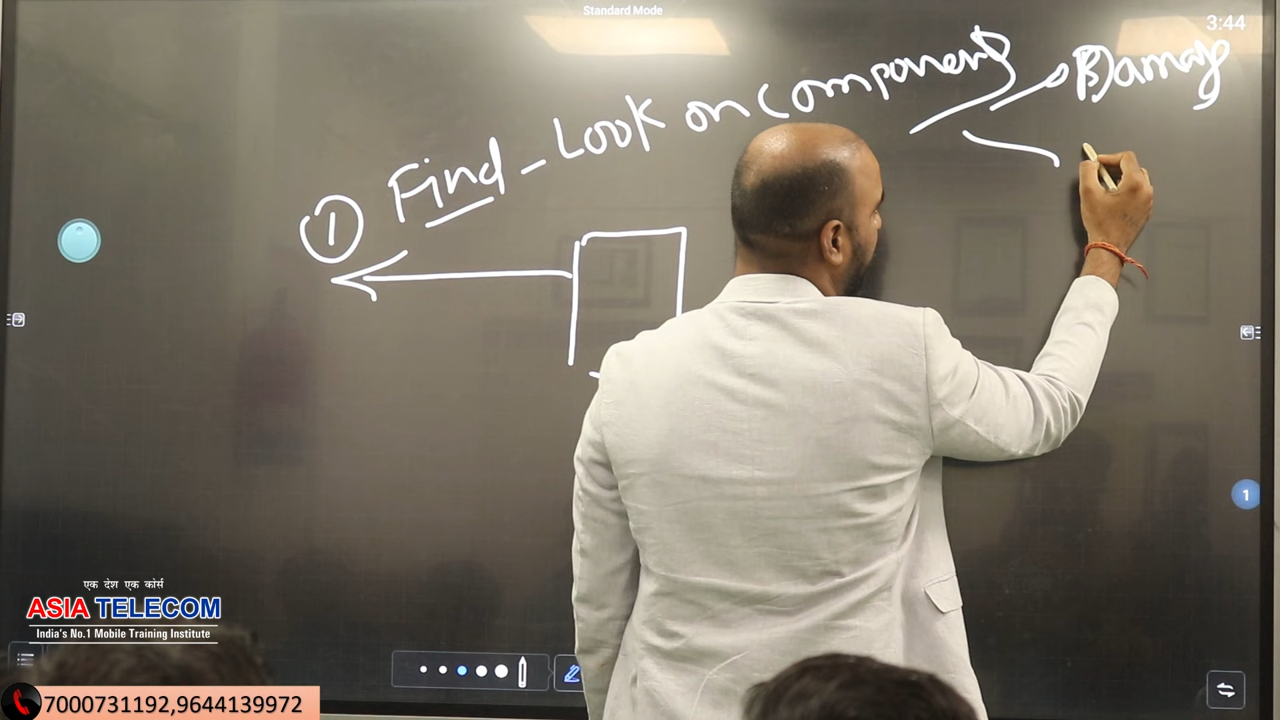 Standard Mode
3:44
① Find - Look on component
Damag
1
एक देश एक कोर्स
ASIA TELECOM
India's No.1 Mobile Training Institute
7000731192,9644139972